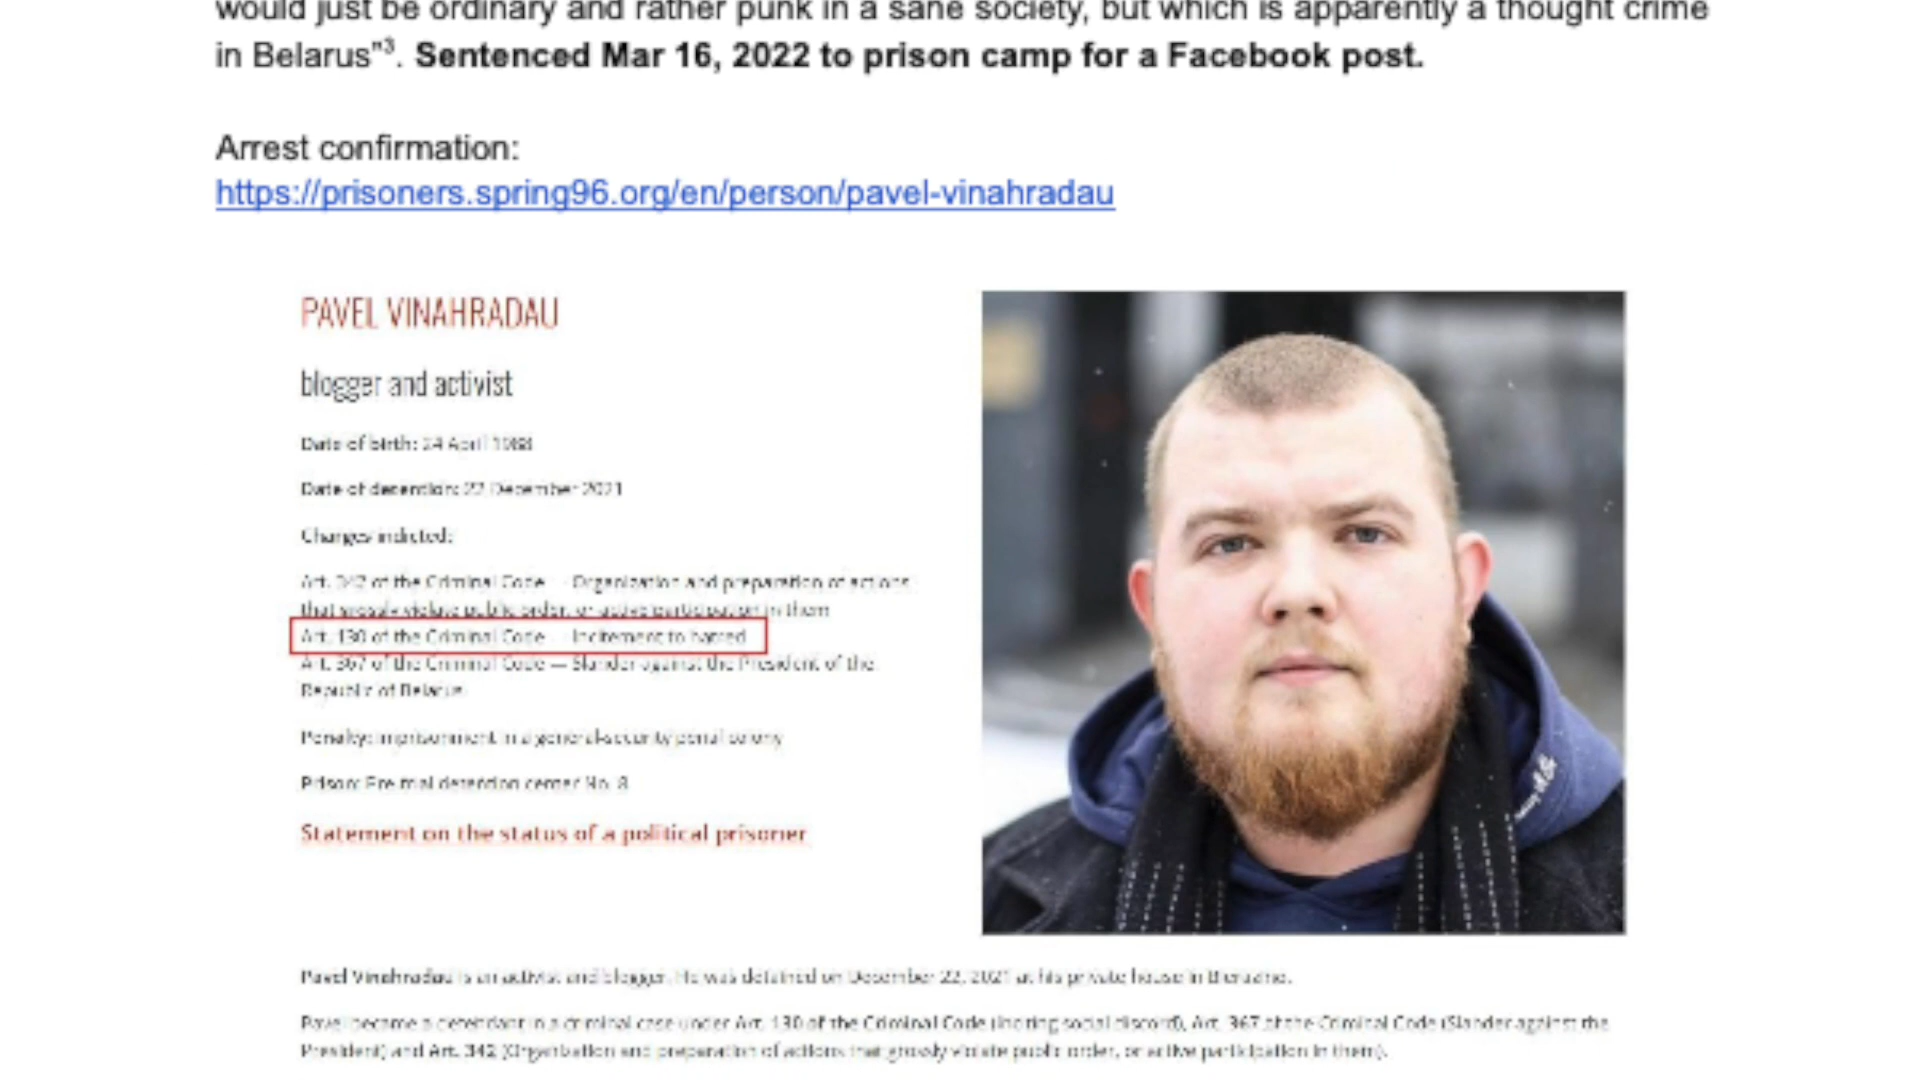 would just be ordinary and rather punk in a sane society, but which is apparently a thought crime
in Belarus"³. Sentenced Mar 16, 2022 to prison camp for a Facebook post.
Arrest confirmation:
https://prisoners.spring96.org/en/person/pavel-vinahradau
PAVEL VINAHRADAU
blogger and activist
Date of birth: 24 April 1988
Date of detention: 22 December 2021
Charges indicted:
Art. 342 of the Criminal Code — Organization and preparation of actions
that grossly violate public order, or active participation in them
Art. 130 of the Criminal Code — Incitement to hatred
Art. 367 of the Criminal Code — Slander against the President of the
Republic of Belarus
Penalty: imprisonment in a general-security penal colony
Prison: Pre-trial detention center No. 8
Statement on the status of a political prisoner
Pavel Vinahradau is an activist and blogger. He was detained on December 22, 2021 at his private house in
Pavel became a defendant in a criminal case under Art. 130 of the Criminal Code (inciting social discord), Art. 367 of the Criminal Code (Slander against the
President) and Art. 342 (Organization and preparation of actions that grossly violate public order, or active participation in them).